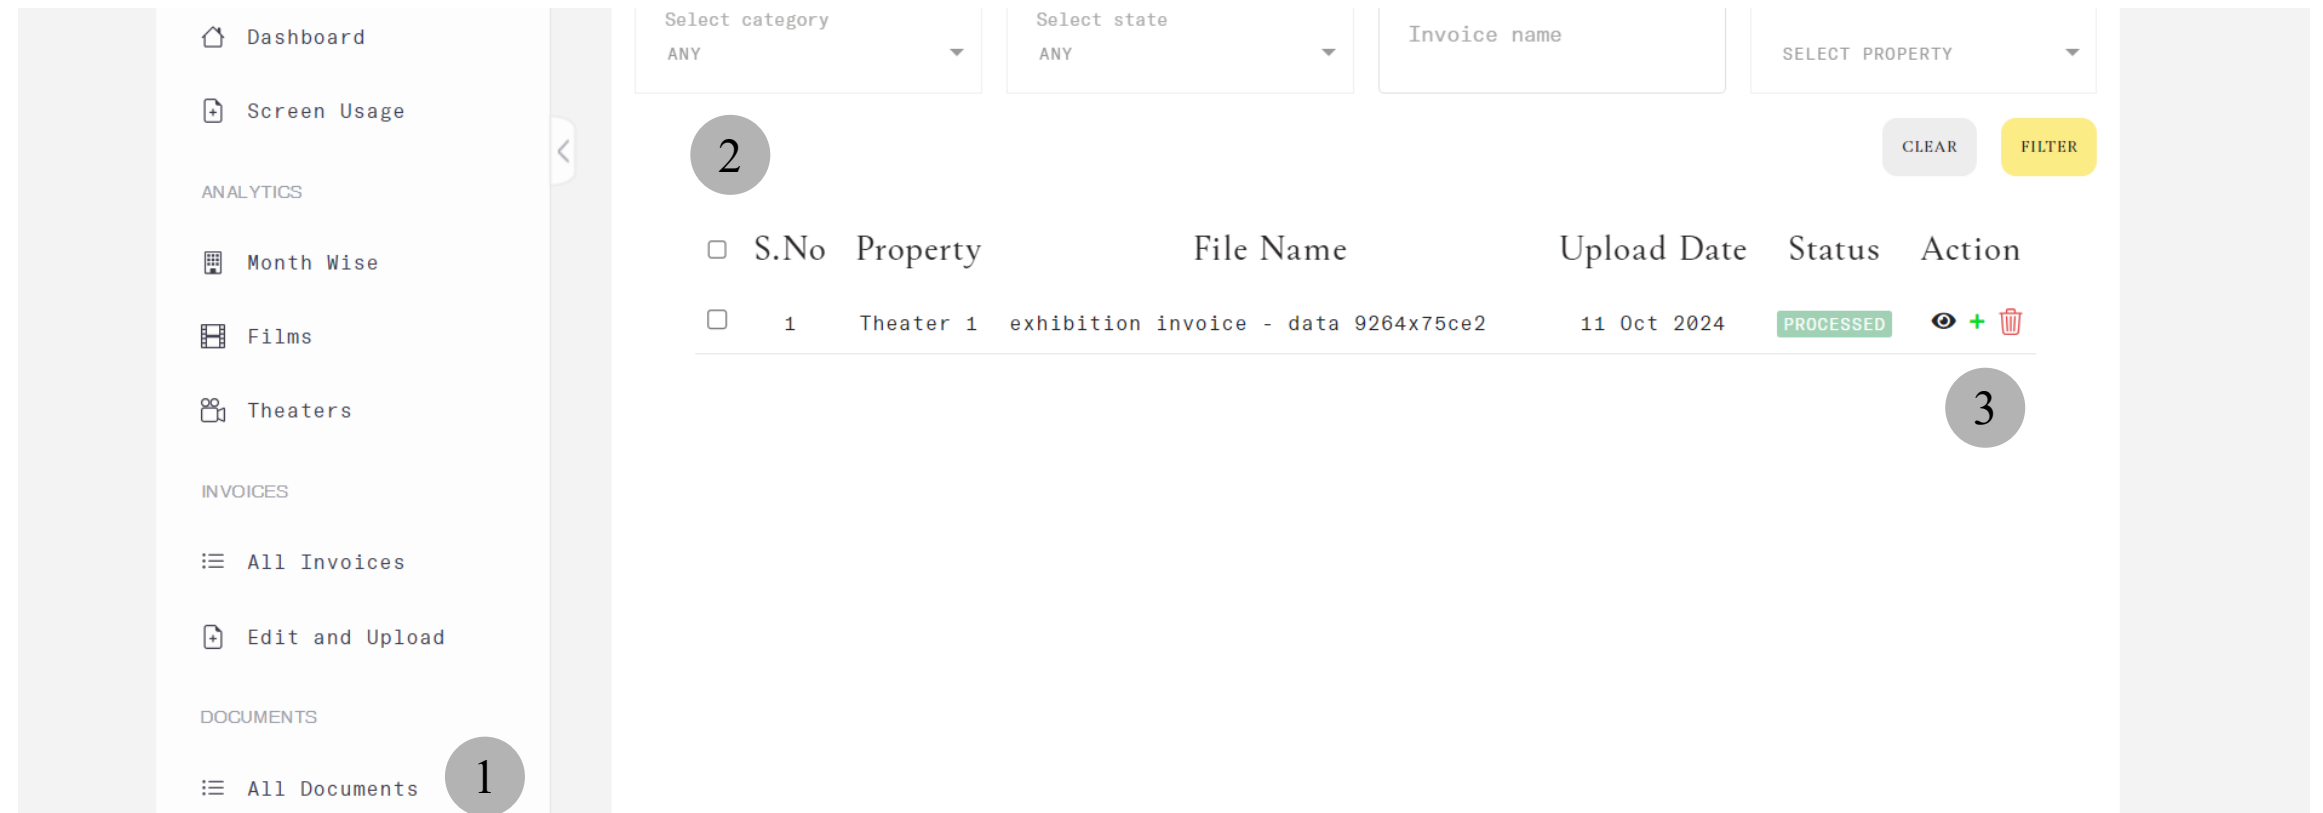 Dashboard
Screen Usage
ANALYTICS
Month Wise
Films
Theaters
INVOICES
All Invoices
Edit and Upload
DOCUMENTS
All Documents
1
Select category
ANY
Select state
ANY
Invoice name
SELECT PROPERTY
2
CLEAR
FILTER
S.No Property File Name Upload Date Status Action
1 Theater 1 exhibition invoice - data 9264x75ce2 11 Oct 2024 PROCESSED
3